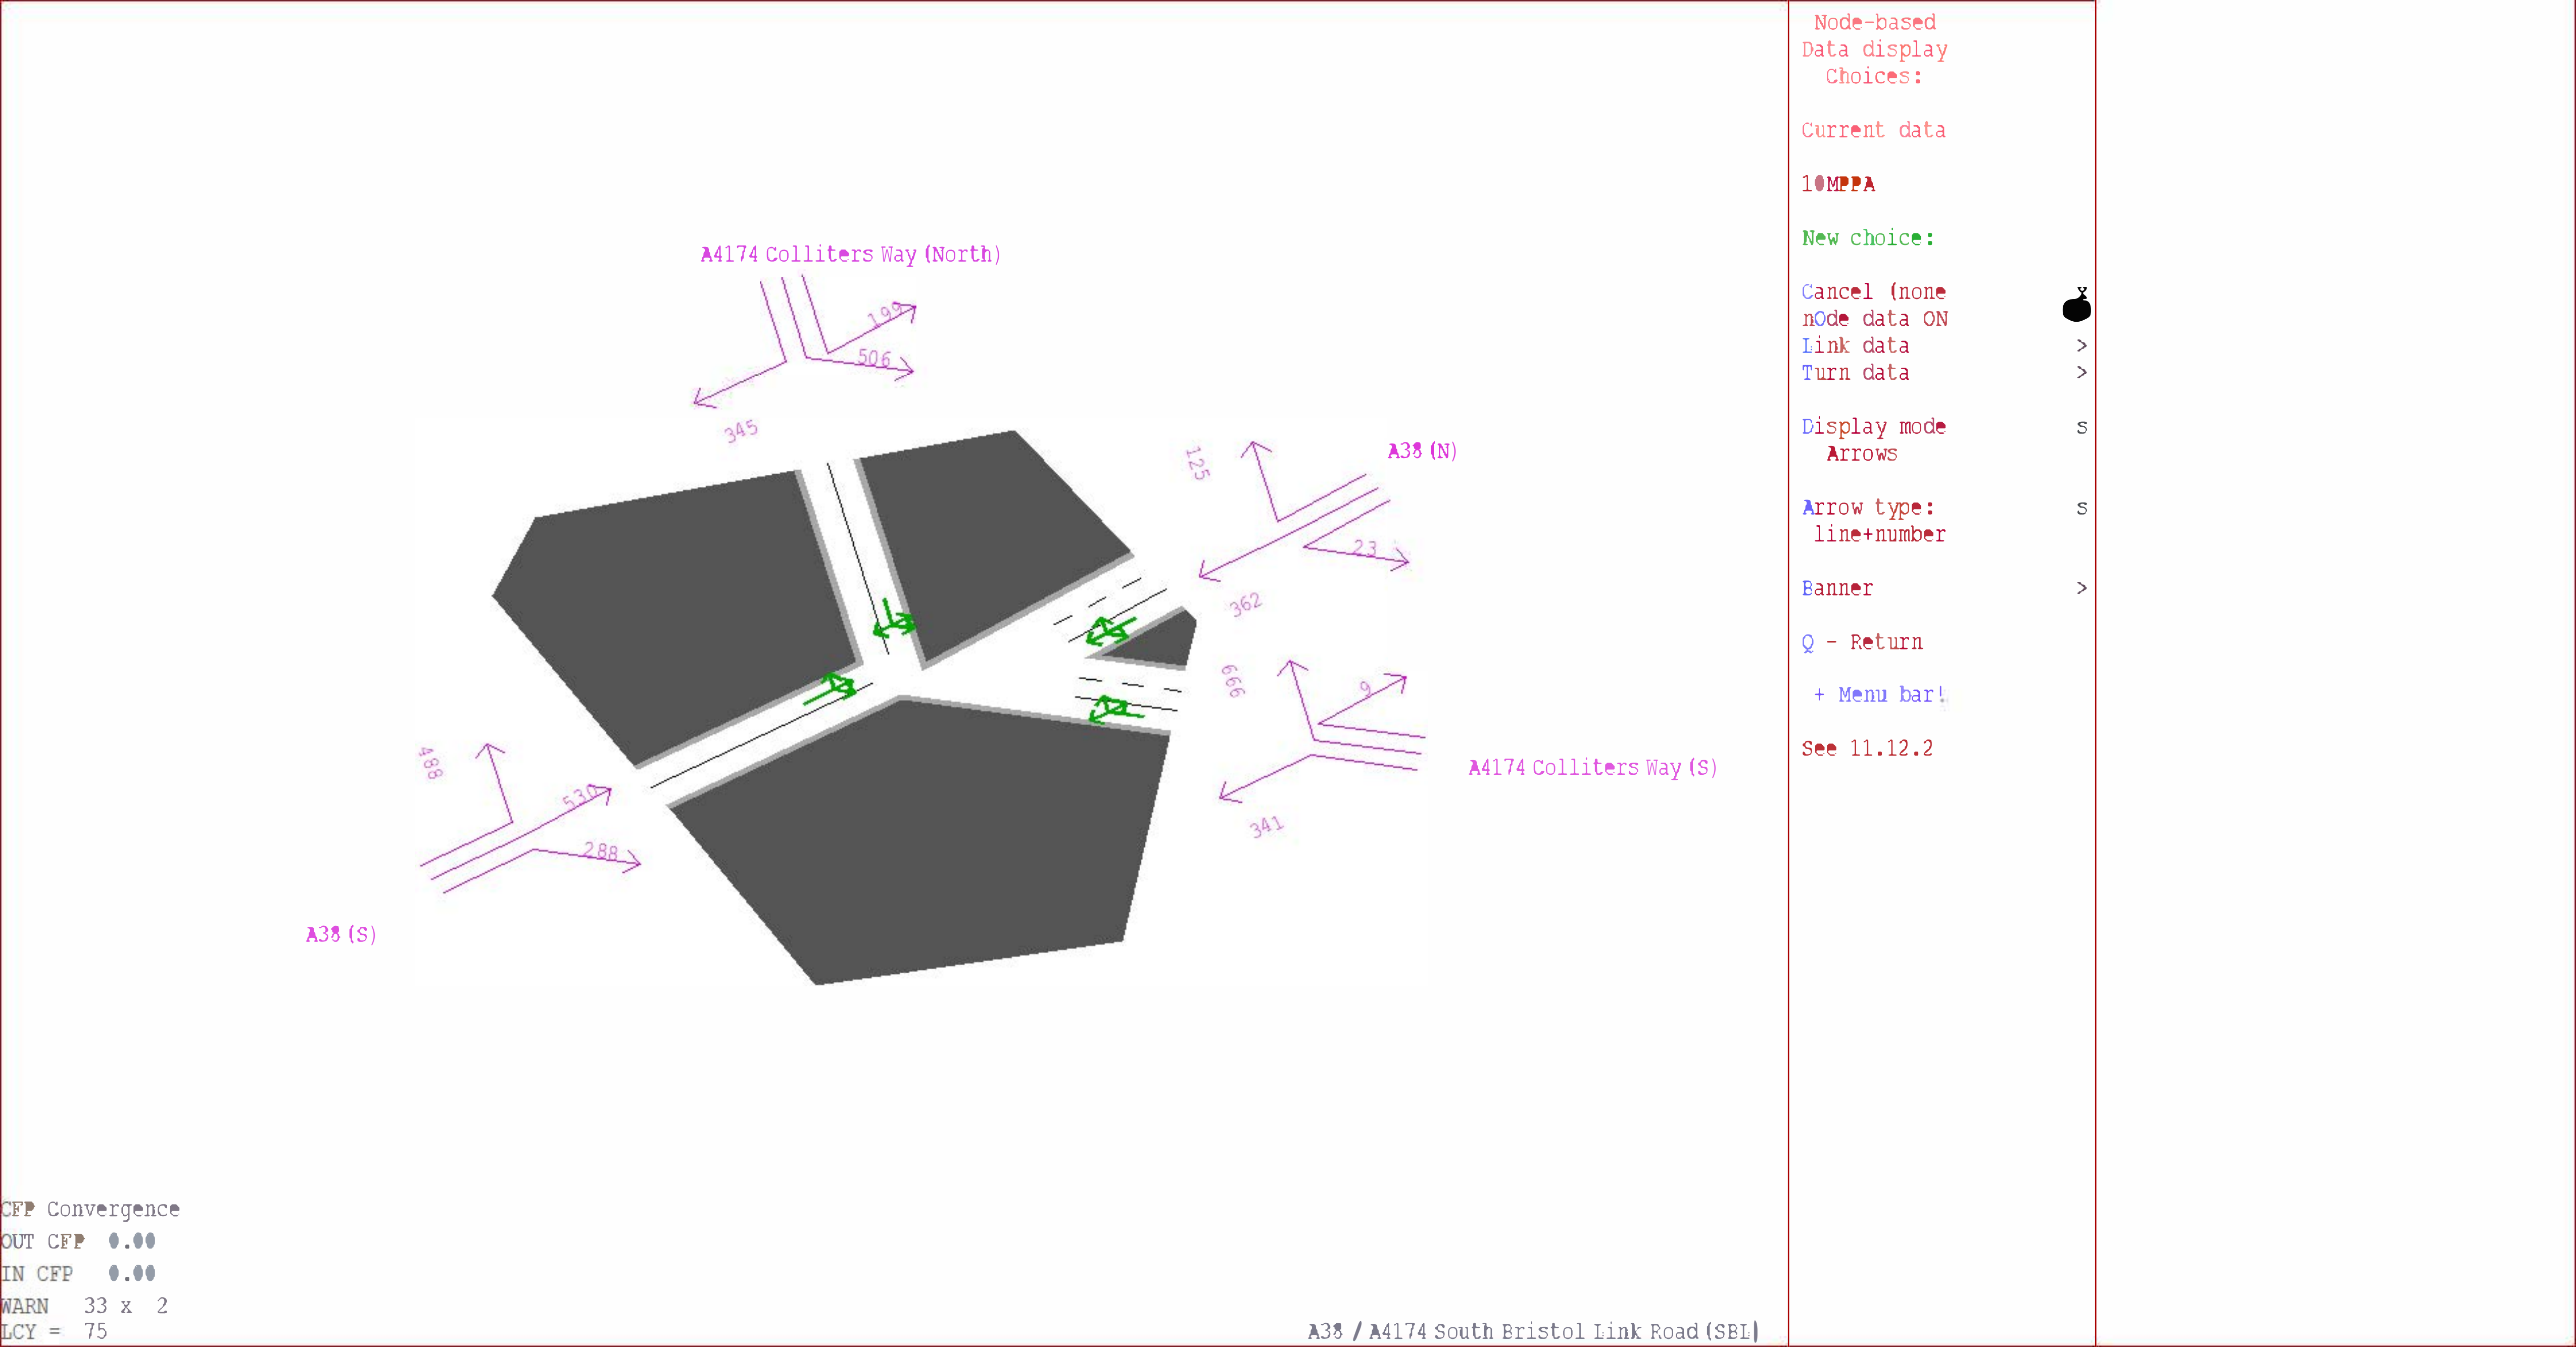 A4174 Colliters Way (North)
199
506
345
125
A38 (N)
23
362
666
9
A4174 Colliters Way (S)
341
488
530
288
A38 (S)
CFP Convergence
OUT CFP 0.00
IN CFP 0.00
WARN 33 x 2
LCY = 75
A38 / A4174 South Bristol Link Road (SBL)
Node-based
Data display
Choices:
Current data
10MPPA
New choice:
Cancel (none x
nOde data ON
Link data >
Turn data >
Display mode s
Arrows
Arrow type: s
line+number
Banner >
Q - Return
+ Menu bar!
See 11.12.2